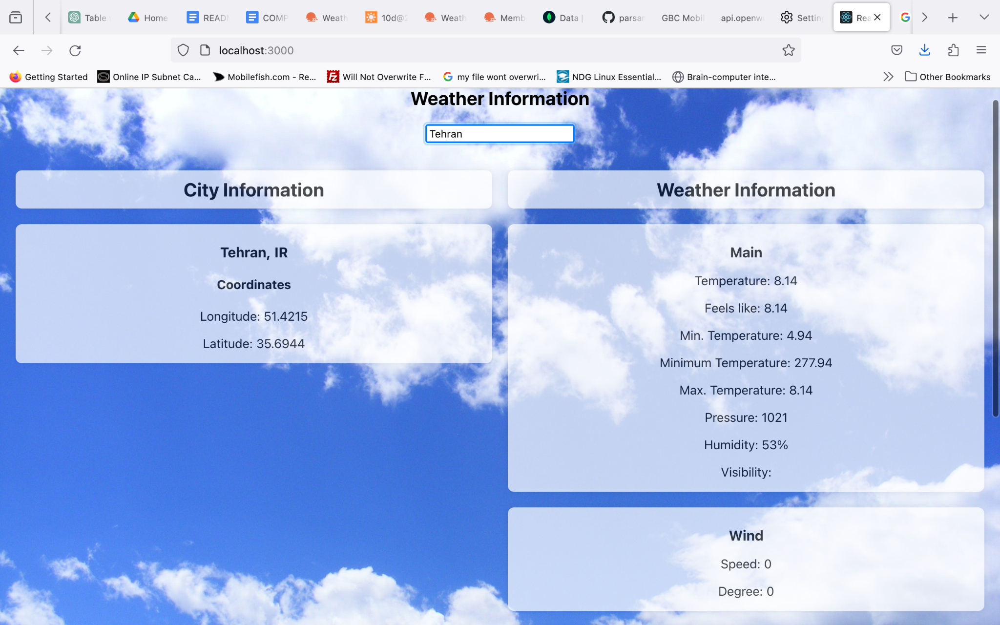 Table
Home
READ
COMP
Weath
10d@2
Weath
Memb
Data |
parsar
GBC Mobil
api.openwe
Settin
Rea
localhost:3000
Getting Started
Online IP Subnet Ca...
Mobilefish.com - Re...
Will Not Overwrite F...
my file wont overwri...
NDG Linux Essential...
Brain-computer inte...
Other Bookmarks
Weather Information
Tehran
City Information
Tehran, IR
Coordinates
Longitude: 51.4215
Latitude: 35.6944
Weather Information
Main
Temperature: 8.14
Feels like: 8.14
Min. Temperature: 4.94
Minimum Temperature: 277.94
Max. Temperature: 8.14
Pressure: 1021
Humidity: 53%
Visibility:
Wind
Speed: 0
Degree: 0